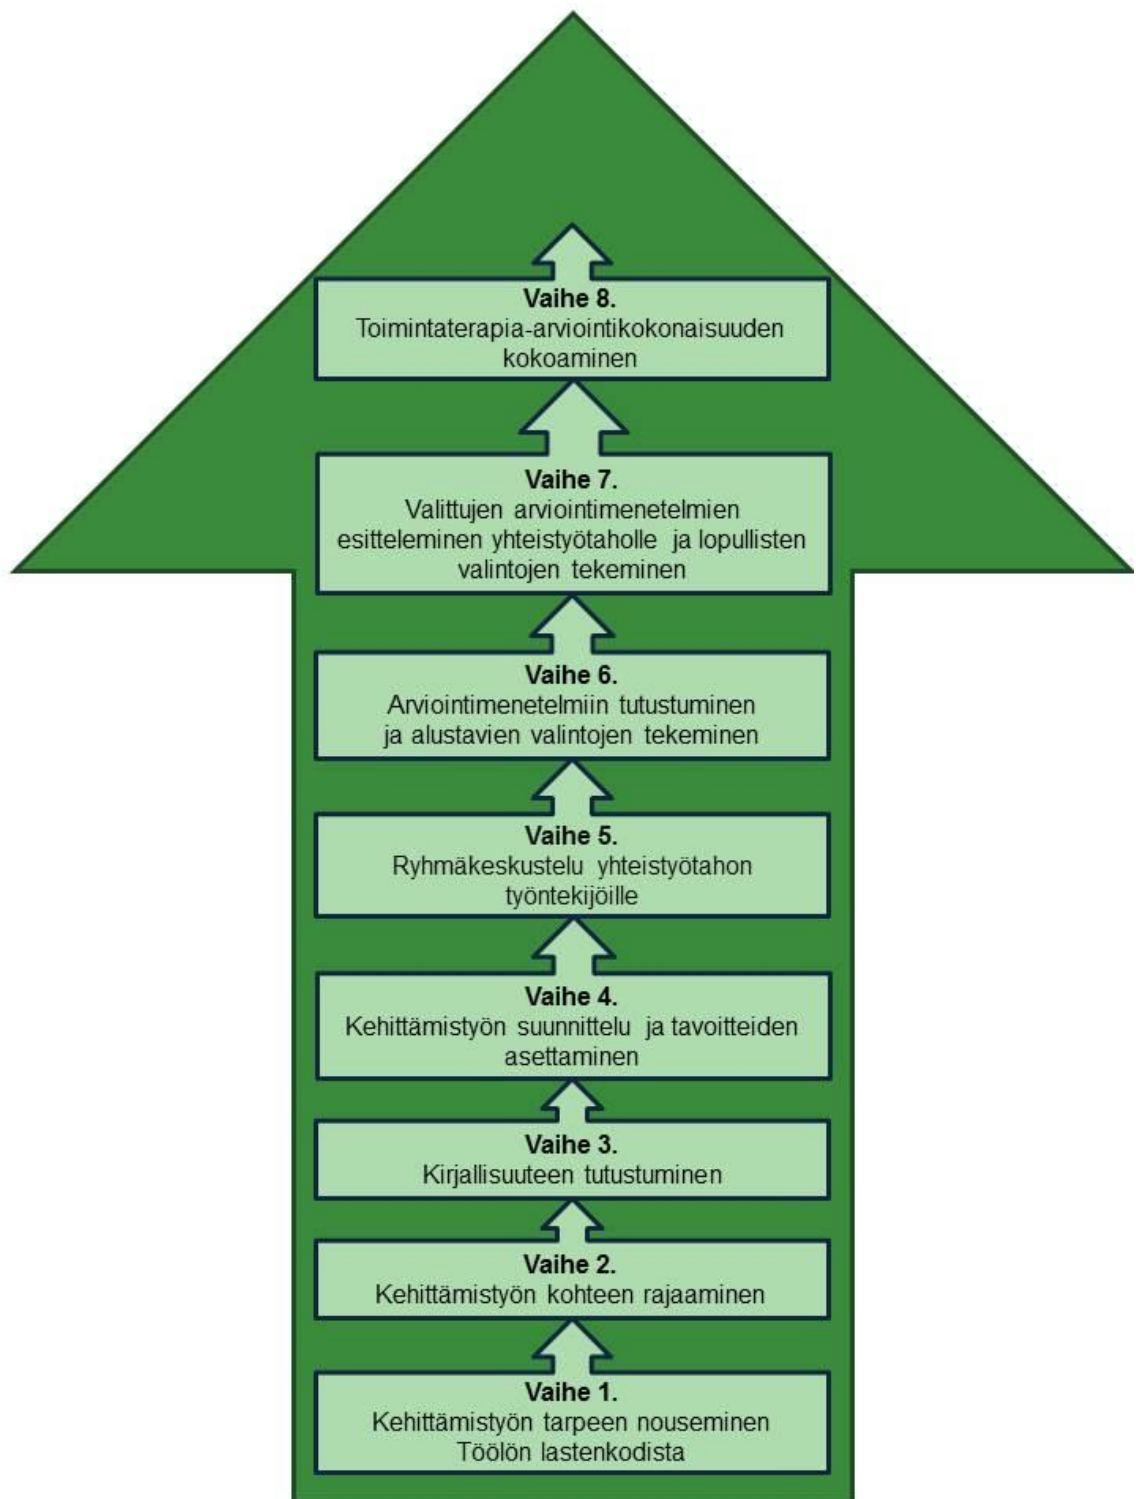 Vaihe 8.
Toimintaterapia-arviointikokonaisuuden
kokoaminen
Vaihe 7.
Valittujen arviointimenetelmien
esitteleminen yhteistyötaholle ja lopullisten
valintojen tekeminen
Vaihe 6.
Arviointimenetelmiin tutustuminen
ja alustavien valintojen tekeminen
Vaihe 5.
Ryhmäkeskustelu yhteistyötahon
työntekijöille
Vaihe 4.
Kehittämistyön suunnittelu ja tavoitteiden
asettaminen
Vaihe 3.
Kirjallisuuteen tutustuminen
Vaihe 2.
Kehittämistyön kohteen rajaaminen
Vaihe 1.
Kehittämistyön tarpeen nouseminen
Töölön lastenkodista